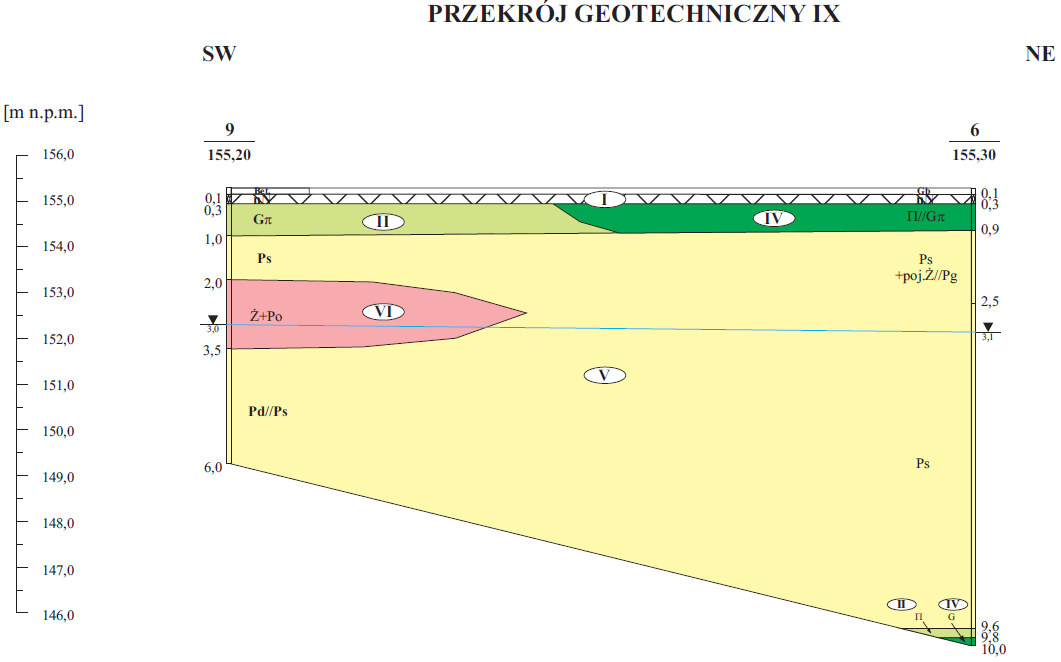 PRZEKRÓJ GEOTECHNICZNY IX
SW
NE
[m n.p.m.]
156,0
155,0
154,0
153,0
152,0
151,0
150,0
149,0
148,0
147,0
146,0
9
155,20
6
155,30
0,1
0,3
1,0
2,0
3,0
3,5
6,0
Gπ
Ps
Ż+Po
Pd//Ps
I
II
IV
VI
V
Π//Gπ
Ps
+poj.Ż//Pg
Ps
II
IV
Π
G
0,1
0,3
0,9
2,5
3,1
9,6
9,8
10,0